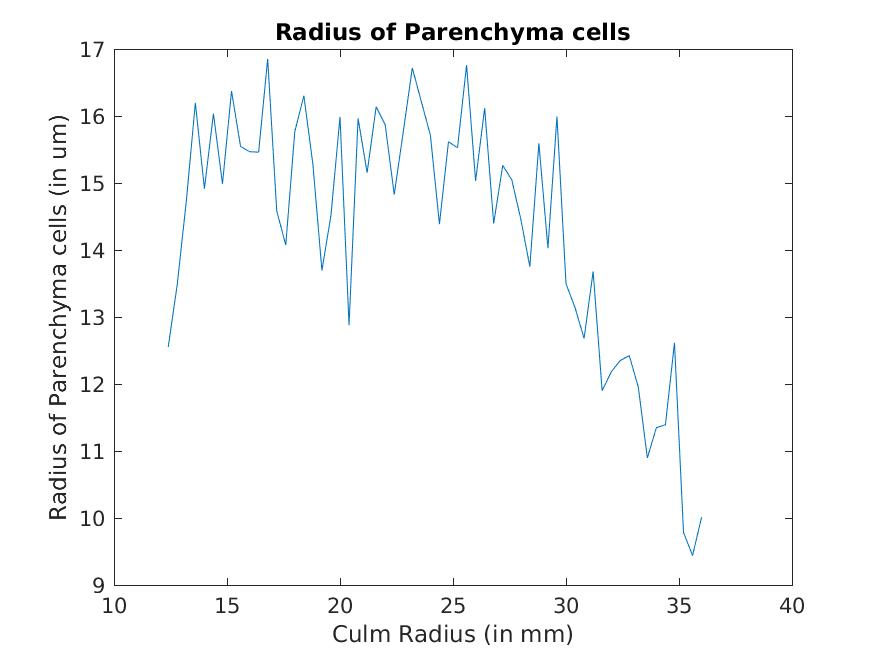 Radius of Parenchyma cells
17
16
15
14
13
12
11
10
9
Radius of Parenchyma cells (in um)
10 15 20 25 30 35 40
Culm Radius (in mm)